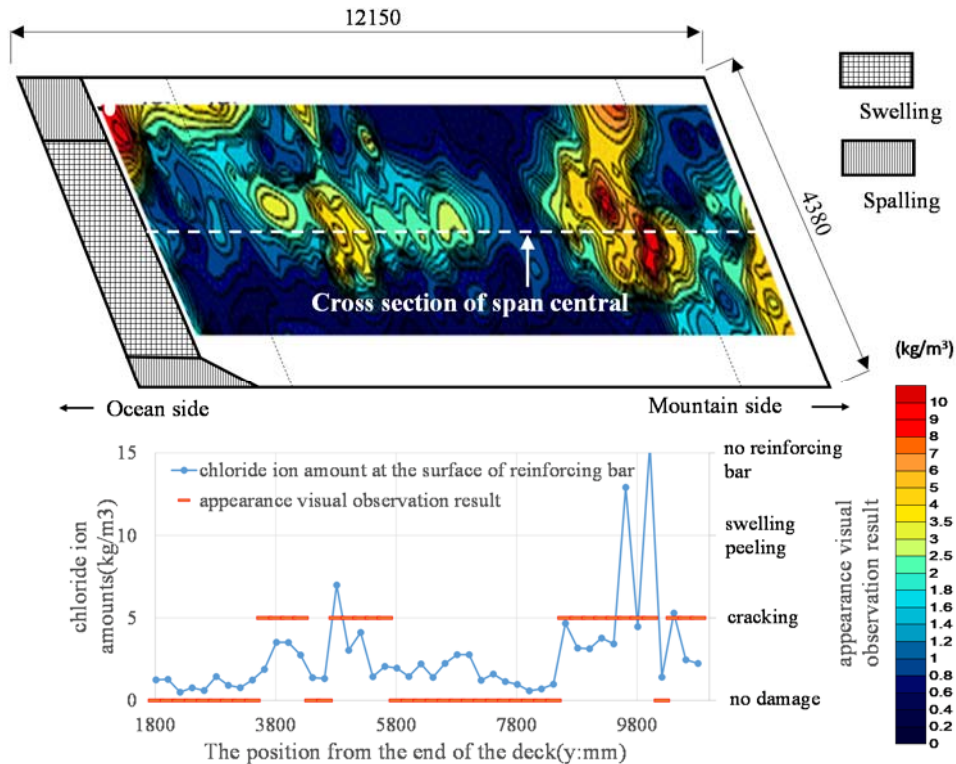 12150
Swelling
Spalling
4380
Cross section of span central
Ocean side
Mountain side
(kg/m³)
10
9
8
7
6
5
4
3.5
3
2.5
2
1.8
1.6
1.4
1.2
1
0.8
0.6
0.4
0.2
0
appearance visual
observation result
no reinforcing
bar
swelling
peeling
cracking
no damage
chloride ion
amounts(kg/m3)
15
10
5
0
chloride ion amount at the surface of reinforcing bar
appearance visual observation result
1800
3800
5800
7800
9800
The position from the end of the deck(y:mm)